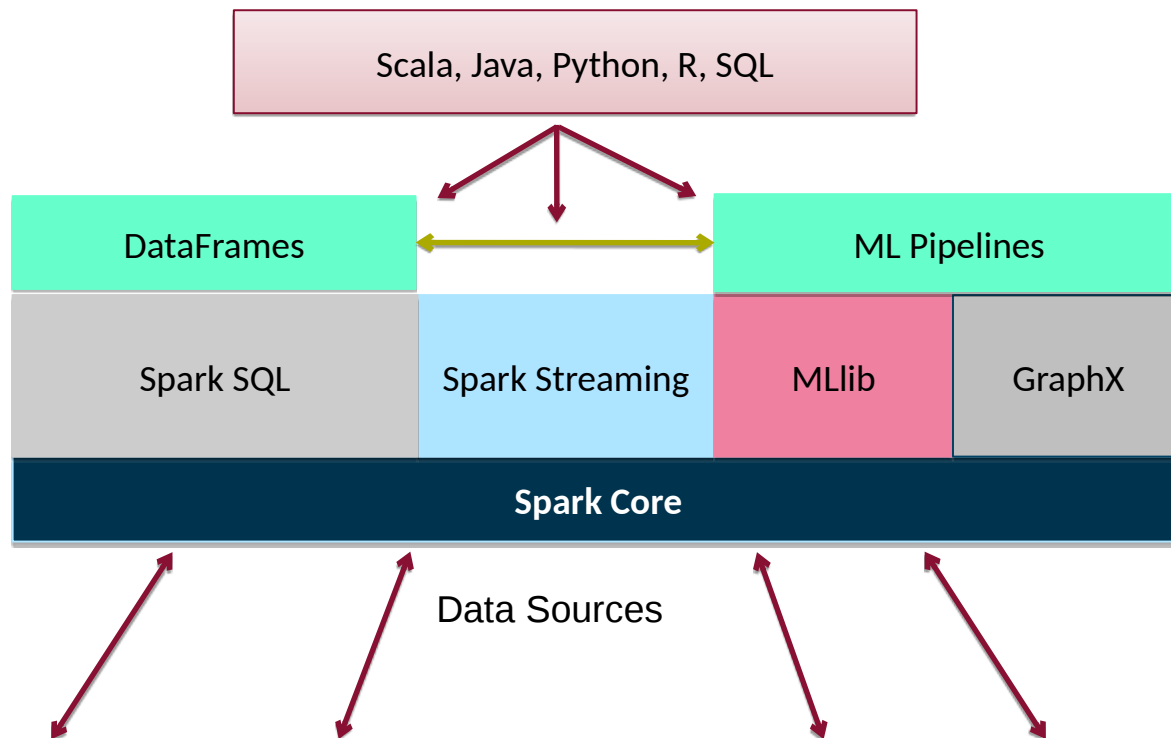 Scala, Java, Python, R, SQL
DataFrames
ML Pipelines
Spark SQL
Spark Streaming
MLlib
GraphX
Spark Core
Data Sources